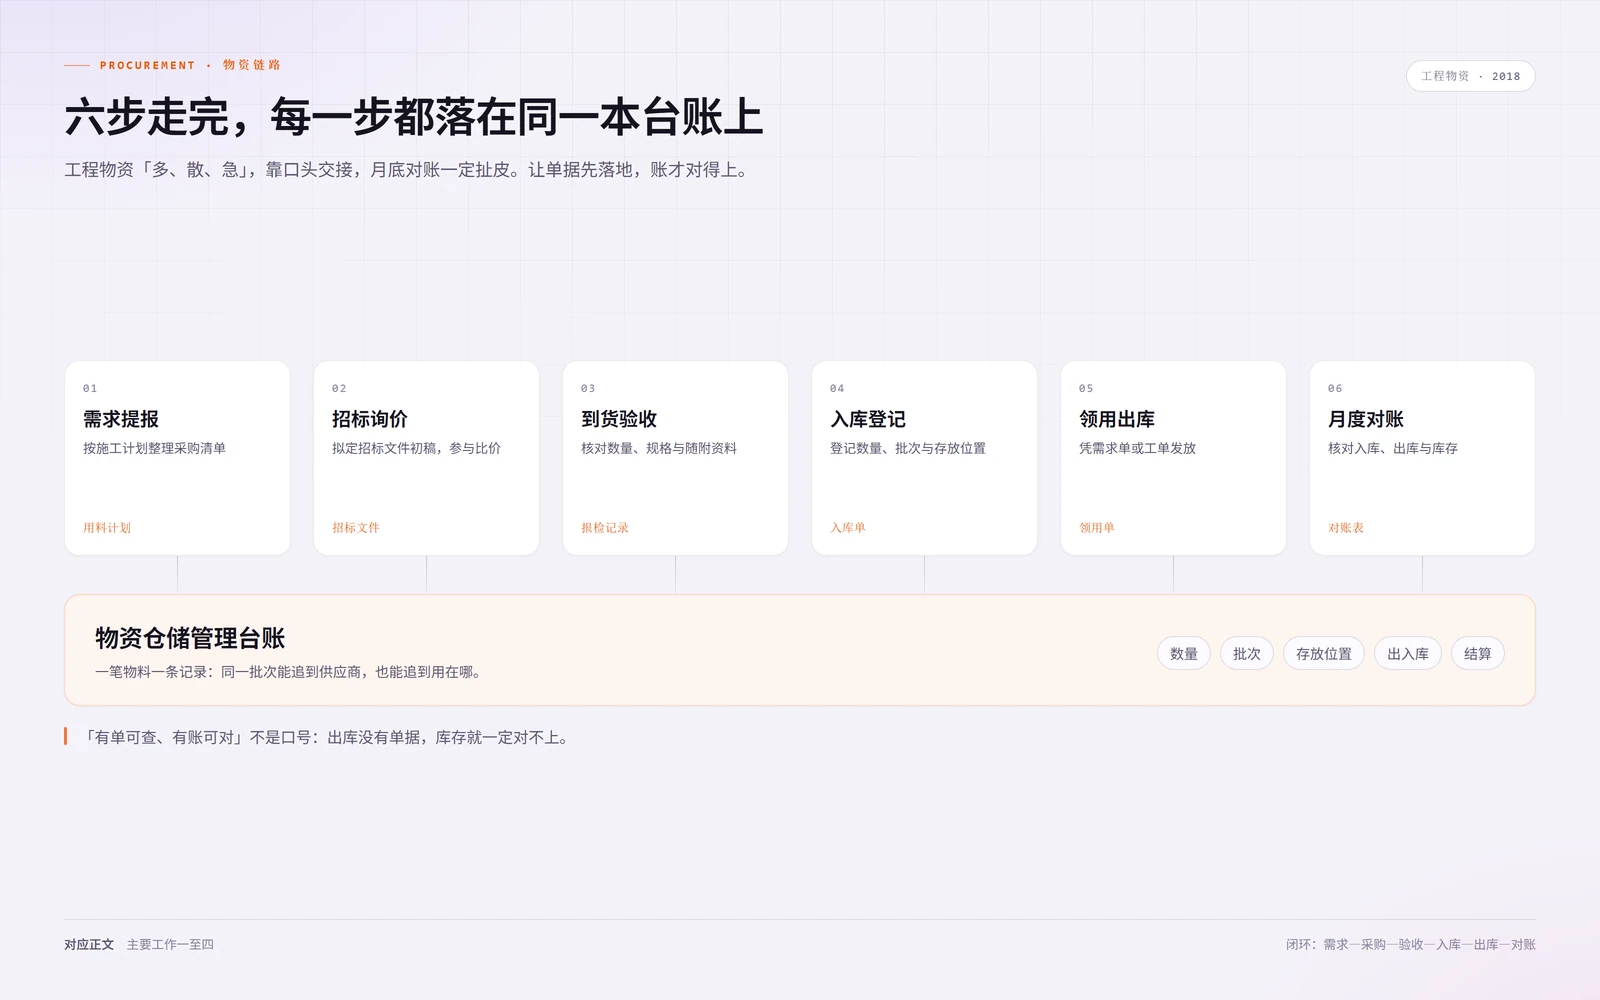 PROCUREMENT · 物资链路
工程物资 · 2018
六步走完，每一步都落在同一本台账上
工程物资「多、散、急」，靠口头交接，月底对账一定扯皮。让单据先落地，账才对得上。
01
需求提报
按施工计划整理采购清单
用料计划
02
招标询价
拟定招标文件初稿，参与比价
招标文件
03
到货验收
核对数量、规格与随附资料
报检记录
04
入库登记
登记数量、批次与存放位置
入库单
05
领用出库
凭需求单或工单发放
领用单
06
月度对账
核对入库、出库与库存
对账表
物资仓储管理台账
一笔物料一条记录：同一批次能追到供应商，也能追到用在哪。
数量
批次
存放位置
出入库
结算
「有单可查、有账可对」不是口号：出库没有单据，库存就一定对不上。
对应正文 主要工作一至四
闭环：需求—采购—验收—入库—出库—对账